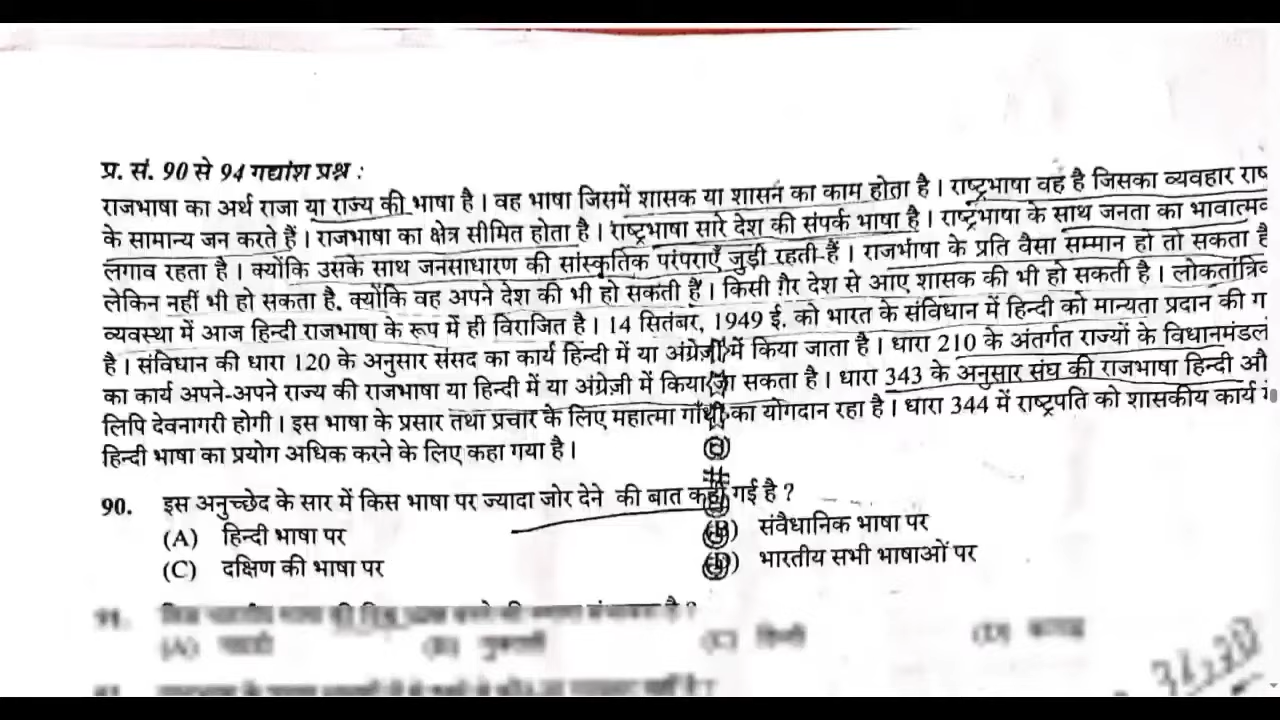 प्र. सं. 90 से 94 गद्यांश प्रश्न :
राजभाषा का अर्थ राजा या राज्य की भाषा है । वह भाषा जिसमें शासक या शासन का काम होता है । राष्ट्रभाषा वह है जिसका व्यवहार राष्
के सामान्य जन करते हैं । राजभाषा का क्षेत्र सीमित होता है । राष्ट्रभाषा सारे देश की संपर्क भाषा है । राष्ट्रभाषा के साथ जनता का भावात्मक
लगाव रहता है । क्योंकि उसके साथ जनसाधारण की सांस्कृतिक परंपराएँ जुड़ी रहती हैं । राजभाषा के प्रति वैसा सम्मान हो तो सकता है
लेकिन नहीं भी हो सकता है. क्योंकि वह अपने देश की भी हो सकती है । किसी ग़ैर देश से आए शासक की भी हो सकती है । लोकतांत्रिक
व्यवस्था में आज हिन्दी राजभाषा के रूप में ही विराजित है । 14 सितंबर, 1949 ई. को भारत के संविधान में हिन्दी को मान्यता प्रदान की ग
है । संविधान की धारा 120 के अनुसार संसद का कार्य हिन्दी में या अंग्रेज़ी में किया जाता है । धारा 210 के अंतर्गत राज्यों के विधानमंडलं
का कार्य अपने-अपने राज्य की राजभाषा या हिन्दी में या अंग्रेज़ी में किया जा सकता है । धारा 343 के अनुसार संघ की राजभाषा हिन्दी औ
लिपि देवनागरी होगी । इस भाषा के प्रसार तथा प्रचार के लिए महात्मा गाँधी का योगदान रहा है । धारा 344 में राष्ट्रपति को शासकीय कार्य
हिन्दी भाषा का प्रयोग अधिक करने के लिए कहा गया है ।
90. इस अनुच्छेद के सार में किस भाषा पर ज्यादा जोर देने की बात कही गई है ?
(A) हिन्दी भाषा पर (B) संवैधानिक भाषा पर
(C) दक्षिण की भाषा पर (D) भारतीय सभी भाषाओं पर